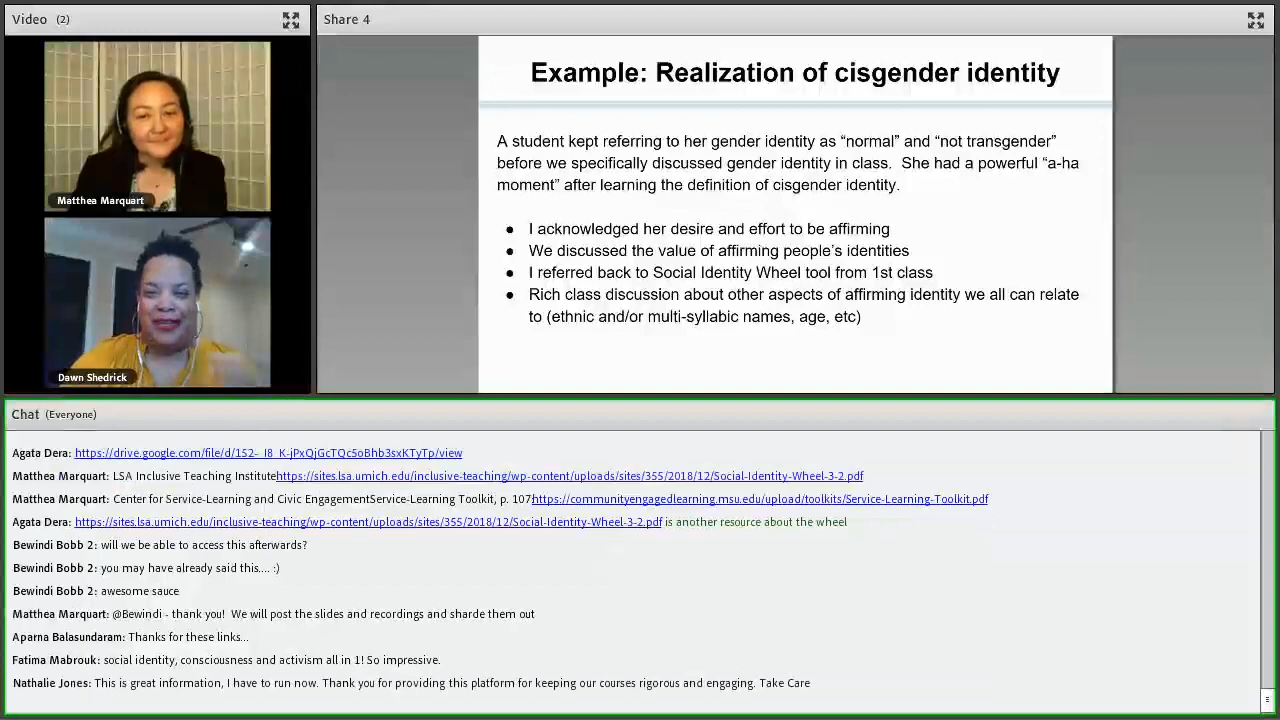 Video (2)
Matthea Marquart
Dawn Shedrick
Share 4
Example: Realization of cisgender identity
A student kept referring to her gender identity as “normal” and “not transgender”
before we specifically discussed gender identity in class. She had a powerful “a-ha
moment” after learning the definition of cisgender identity.
● I acknowledged her desire and effort to be affirming
● We discussed the value of affirming people’s identities
● I referred back to Social Identity Wheel tool from 1st class
● Rich class discussion about other aspects of affirming identity we all can relate
to (ethnic and/or multi-syllabic names, age, etc)
Chat (Everyone)
Agata Dera: https://drive.google.com/file/d/152-_I8_K-jPxQjGcTQc5oBhb3sxKTyTp/view
Matthea Marquart: LSA Inclusive Teaching Institutehttps://sites.lsa.umich.edu/inclusive-teaching/wp-content/uploads/sites/355/2018/12/Social-Identity-Wheel-3-2.pdf
Matthea Marquart: Center for Service-Learning and Civic EngagementService-Learning Toolkit, p. 107:https://communityengagedlearning.msu.edu/upload/toolkits/Service-Learning-Toolkit.pdf
Agata Dera: https://sites.lsa.umich.edu/inclusive-teaching/wp-content/uploads/sites/355/2018/12/Social-Identity-Wheel-3-2.pdf is another resource about the wheel
Bewindi Bobb 2: will we be able to access this afterwards?
Bewindi Bobb 2: you may have already said this.... :)
Bewindi Bobb 2: awesome sauce
Matthea Marquart: @Bewindi - thank you! We will post the slides and recordings and sharde them out
Aparna Balasundaram: Thanks for these links...
Fatima Mabrouk: social identity, consciousness and activism all in 1! So impressive.
Nathalie Jones: This is great information, I have to run now. Thank you for providing this platform for keeping our courses rigorous and engaging. Take Care